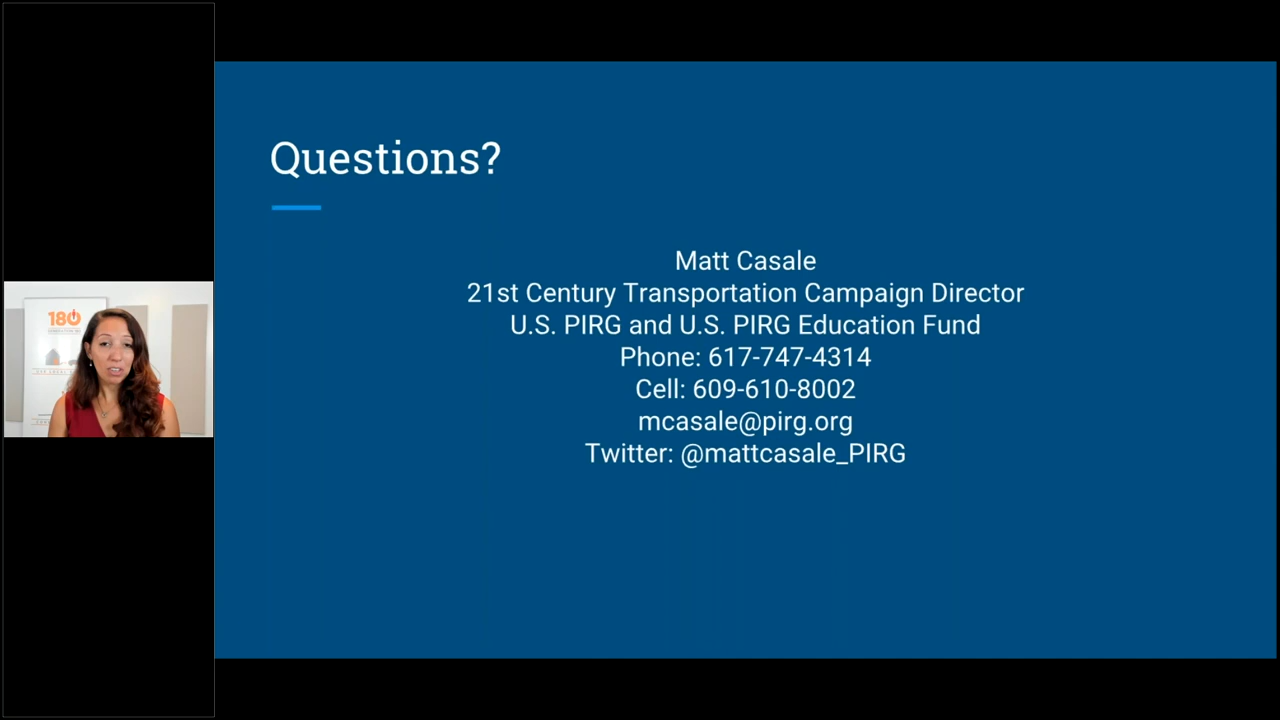 Questions?
Matt Casale
21st Century Transportation Campaign Director
U.S. PIRG and U.S. PIRG Education Fund
Phone: 617-747-4314
Cell: 609-610-8002
mcasale@pirg.org
Twitter: @mattcasale_PIRG
180